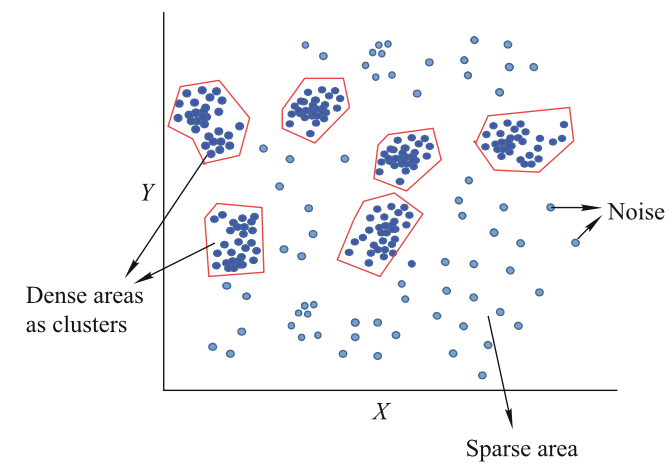 Y
Noise
Dense areas
as clusters
X
Sparse area